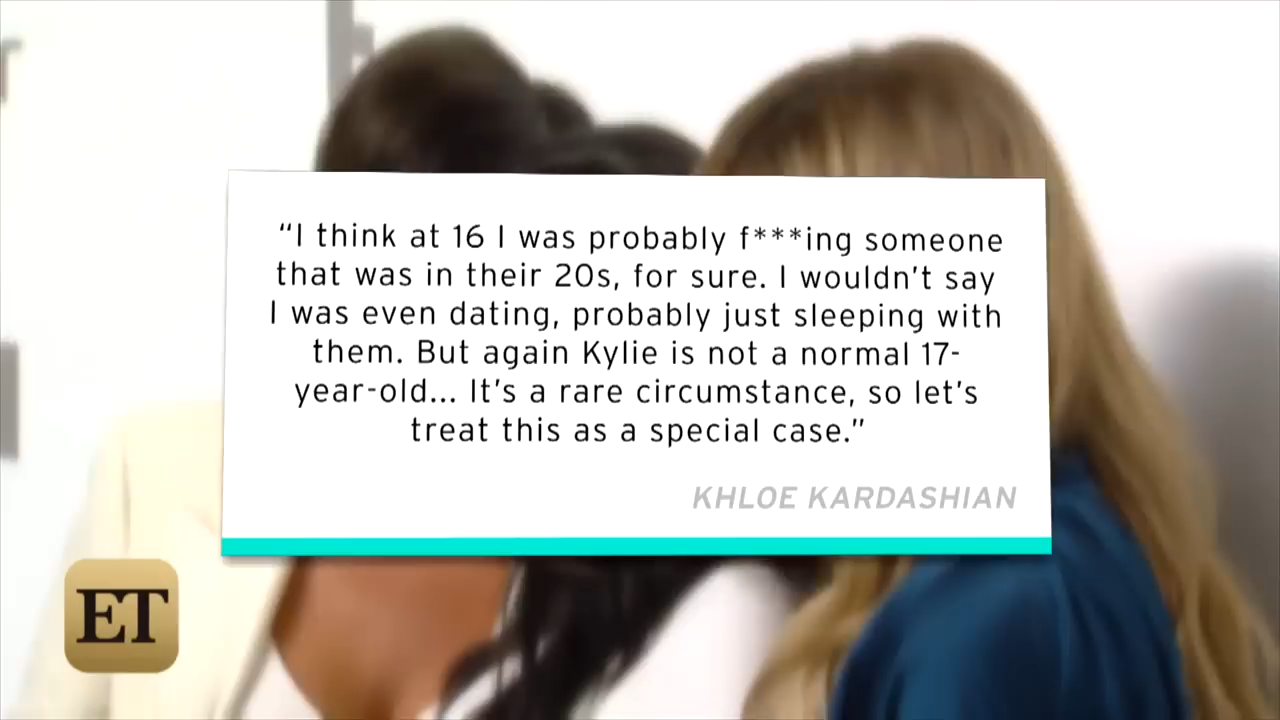 “I think at 16 I was probably f***ing someone
that was in their 20s, for sure. I wouldn’t say
I was even dating, probably just sleeping with
them. But again Kylie is not a normal 17-
year-old... It’s a rare circumstance, so let’s
treat this as a special case.”
KHLOE KARDASHIAN
ET